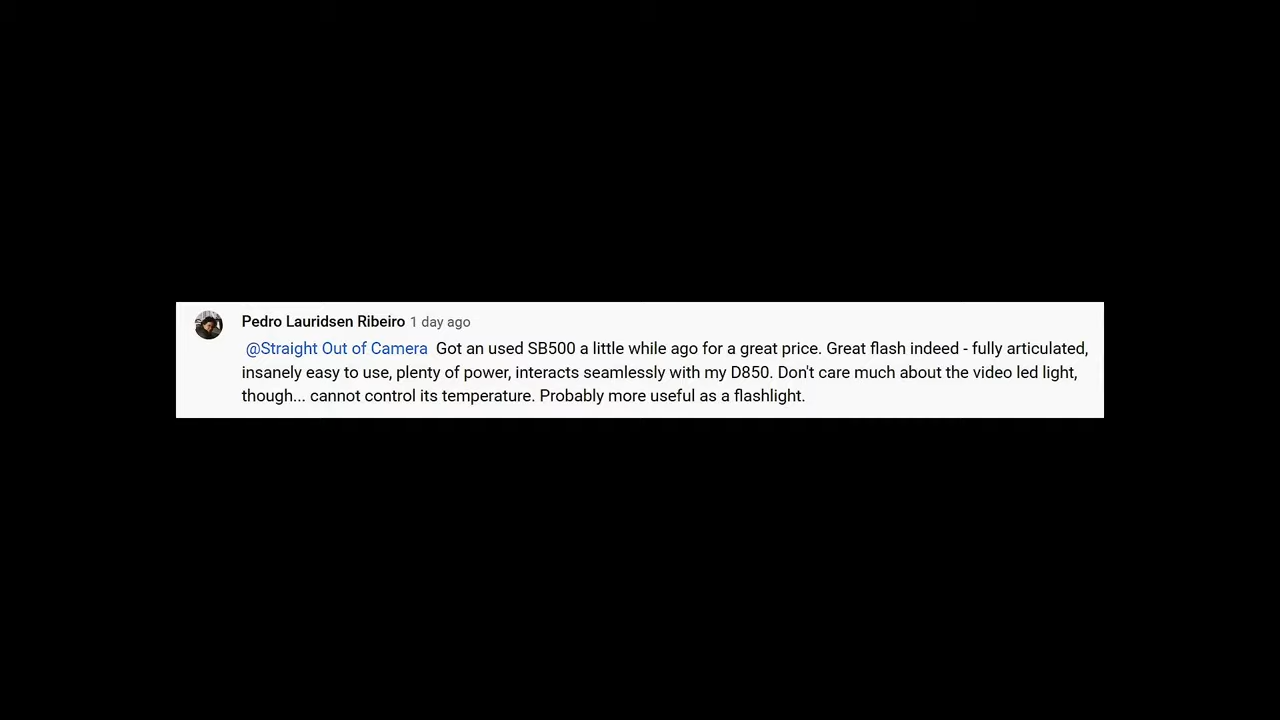 Pedro Lauridsen Ribeiro 1 day ago
@Straight Out of Camera Got an used SB500 a little while ago for a great price. Great flash indeed - fully articulated,
insanely easy to use, plenty of power, interacts seamlessly with my D850. Don't care much about the video led light,
though... cannot control its temperature. Probably more useful as a flashlight.